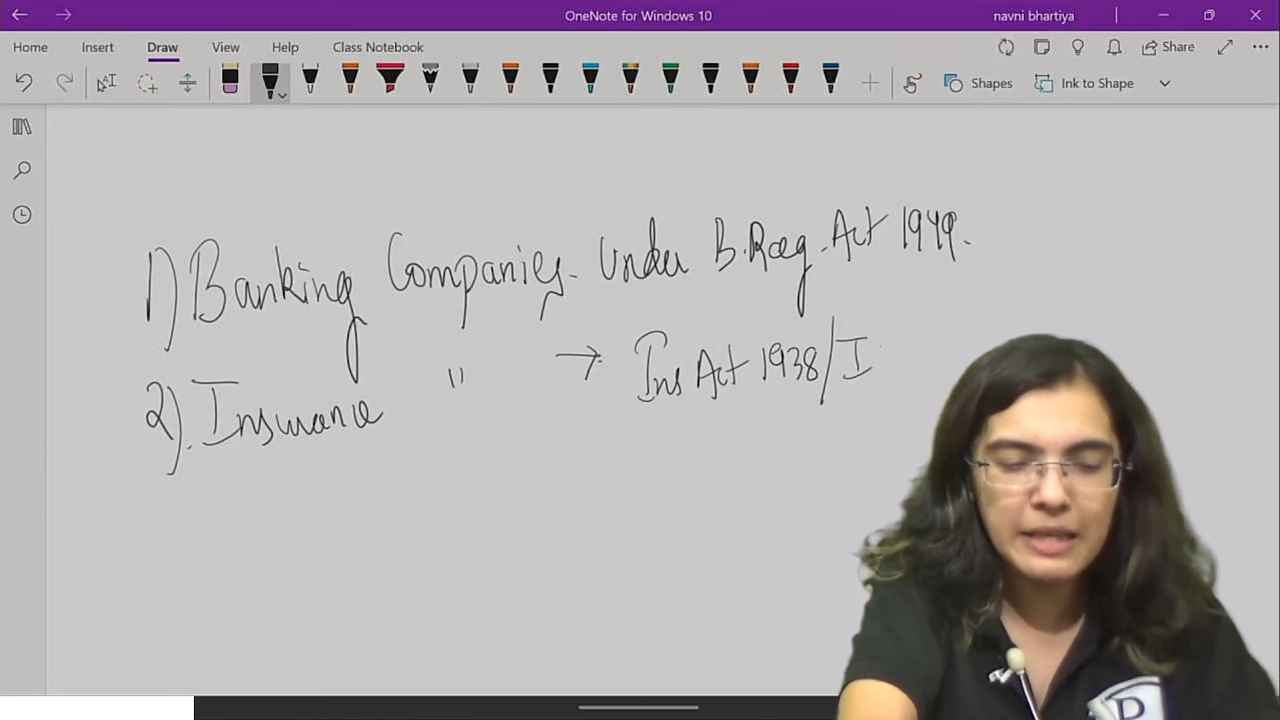 OneNote for Windows 10
navni bhartiya
Home Insert Draw View Help Class Notebook
Share
Shapes
Ink to Shape
1) Banking Companies. Under B. Reg. Act 1949.
2). Insurance " → Ins Act 1938/I